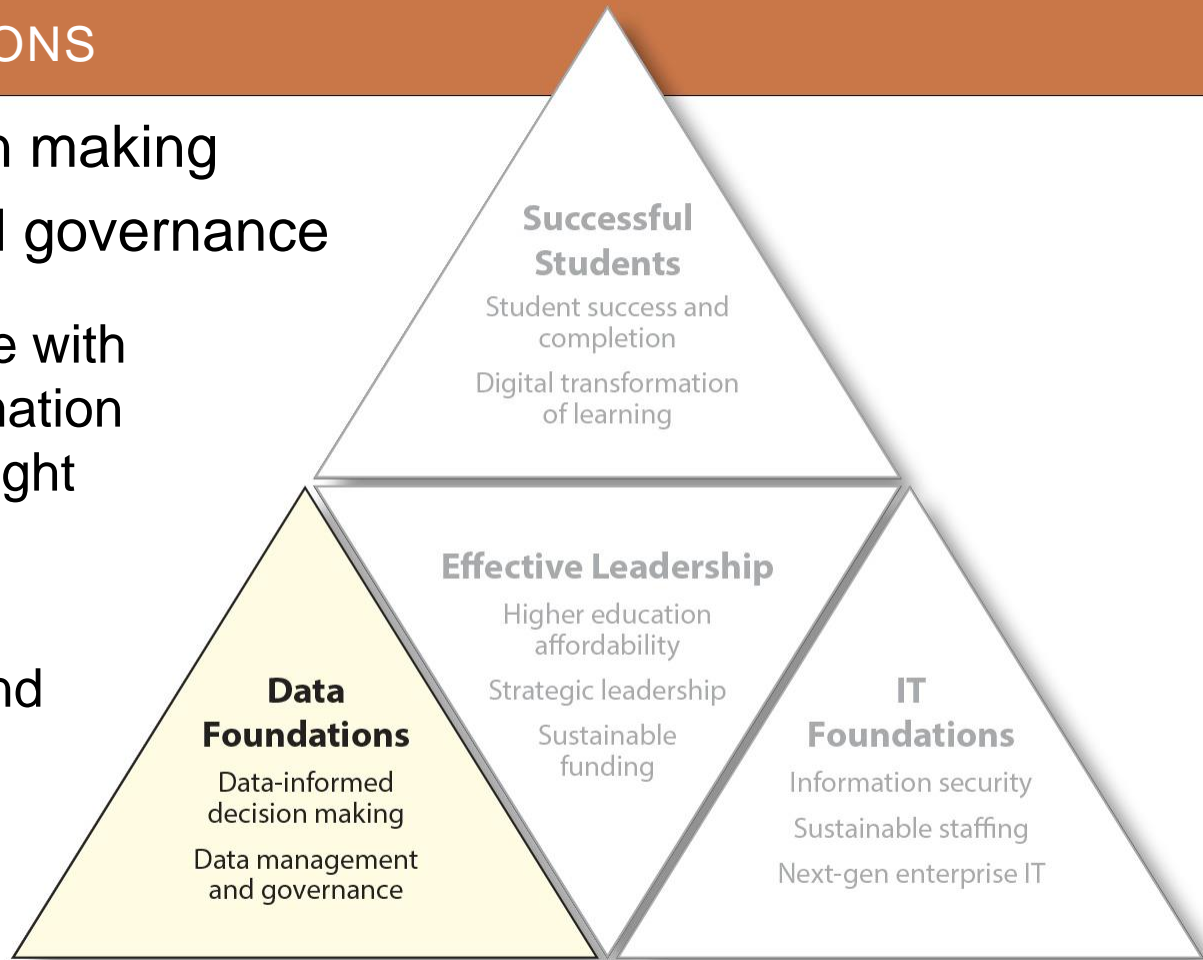 ONS
n making
d governance
e with
nation
ght
nd
Successful
Students
Student success and
completion
Digital transformation
of learning
Effective Leadership
Higher education
affordability
Strategic leadership
Sustainable
funding
Data
Foundations
Data-informed
decision making
Data management
and governance
IT
Foundations
Information security
Sustainable staffing
Next-gen enterprise IT